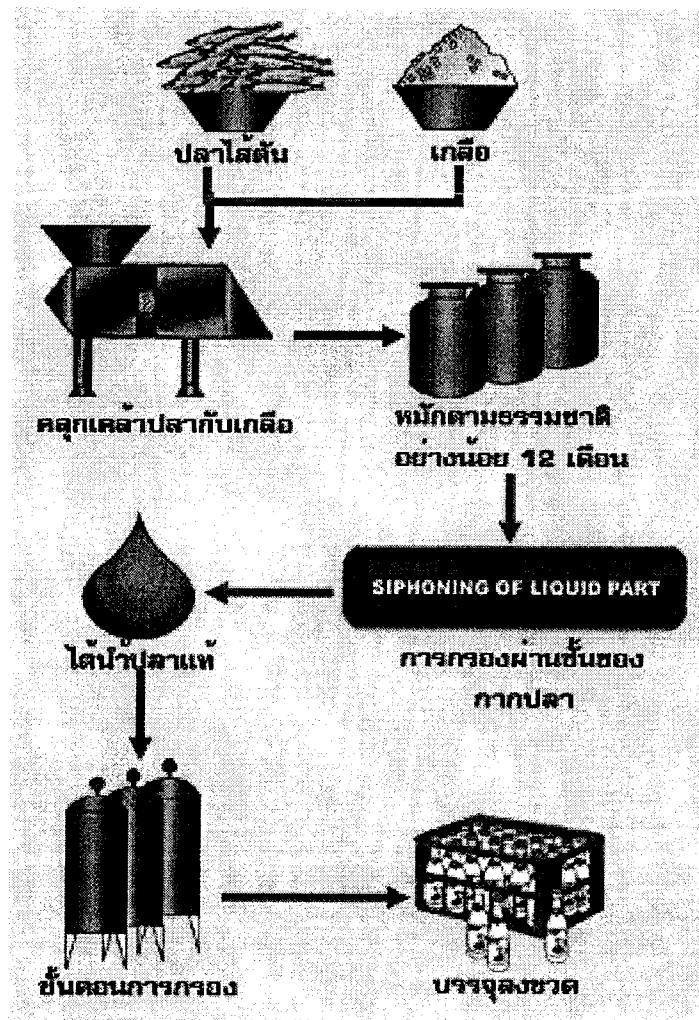 ปลาไส้ตัน
เกลือ
คลุกเคล้าปลากับเกลือ
หมักตามธรรมชาติ
อย่างน้อย 12 เดือน
SIPHONING OF LIQUID PART
การกรองผ่านชั้นของ
กากปลา
ได้น้ำปลาแท้
ขั้นตอนการกรอง
บรรจุลงขวด